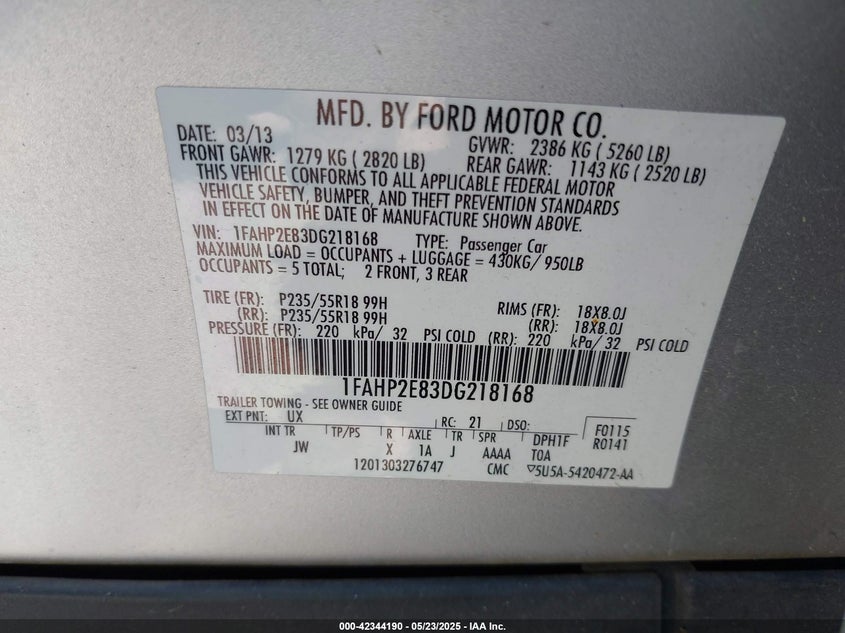 MFD. BY FORD MOTOR CO.
DATE: 03/13 GVWR: 2386 KG ( 5260 LB)
FRONT GAWR: 1279 KG ( 2820 LB) REAR GAWR: 1143 KG ( 2520 LB)
THIS VEHICLE CONFORMS TO ALL APPLICABLE FEDERAL MOTOR
VEHICLE SAFETY, BUMPER, AND THEFT PREVENTION STANDARDS
IN EFFECT ON THE DATE OF MANUFACTURE SHOWN ABOVE.
VIN: 1FAHP2E83DG218168 TYPE: Passenger Car
MAXIMUM LOAD = OCCUPANTS + LUGGAGE = 430KG/ 950LB
OCCUPANTS = 5 TOTAL; 2 FRONT, 3 REAR
TIRE (FR): P235/55R18 99H RIMS (FR): 18X8.0J
(RR): P235/55R18 99H (RR): 18X8.0J
PRESSURE (FR): 220 kPa/ 32 PSI COLD (RR): 220 kPa/ 32 PSI COLD
1FAHP2E83DG218168
TRAILER TOWING - SEE OWNER GUIDE
EXT PNT: UX RC: 21 DSO: F0115
R0141
INT TR TP/PS R AXLE TR SPR DPH1F
JW X 1A J AAAA T0A
1201303276747 CMC ▽5U5A-5420472-AA
000-42344190 - 05/23/2025 - IAA Inc.